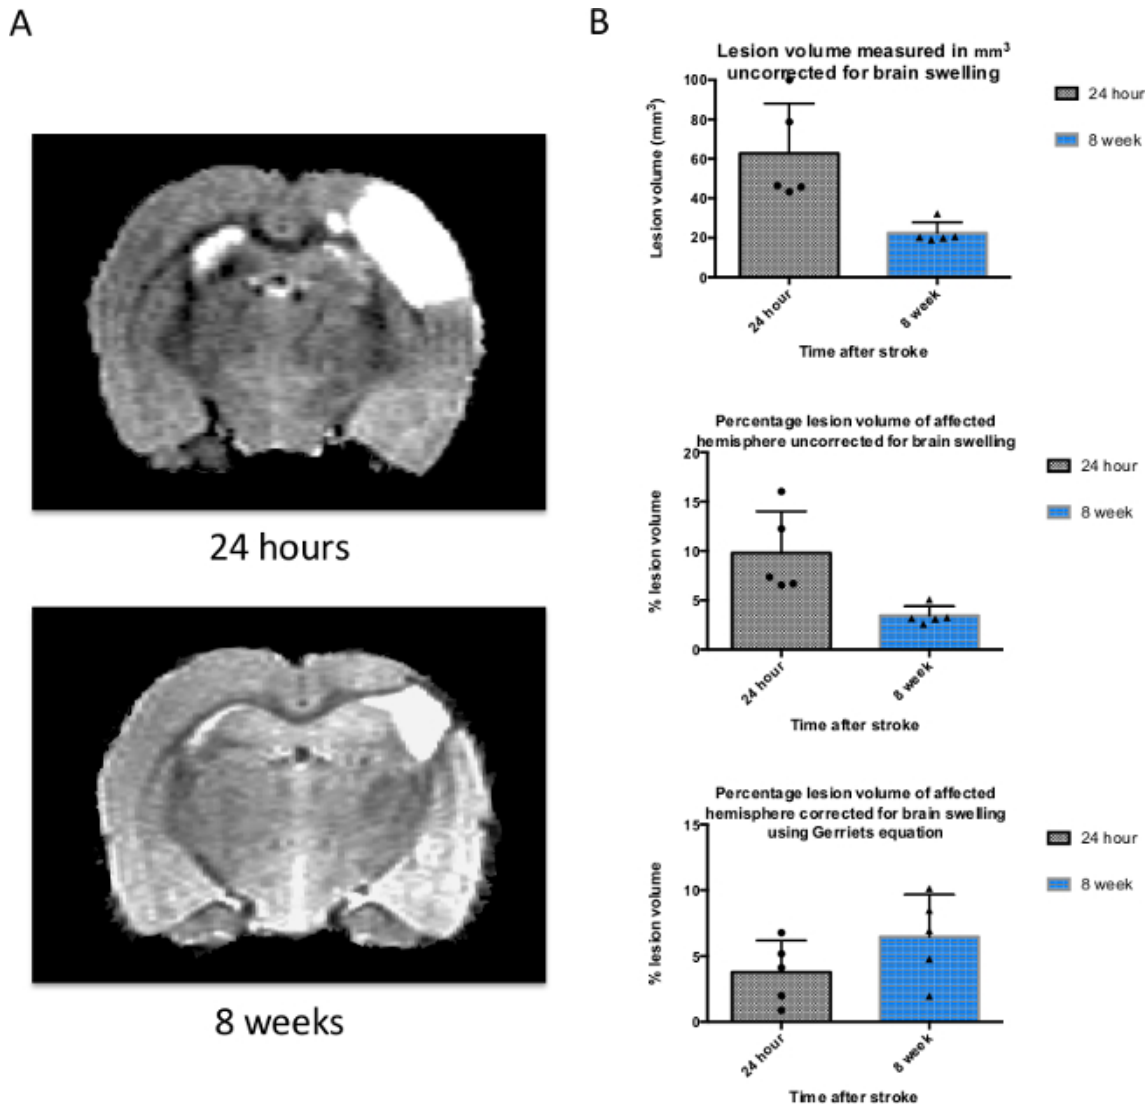 A
24 hours
8 weeks
B
Lesion volume measured in mm³
uncorrected for brain swelling
Lesion volume (mm³)
100
80
60
40
20
0
24 hour
8 week
Time after stroke
24 hour
8 week
Percentage lesion volume of affected
hemisphere uncorrected for brain swelling
% lesion volume
20
15
10
5
0
24 hour
8 week
Time after stroke
24 hour
8 week
Percentage lesion volume of affected
hemisphere corrected for brain swelling
using Gerriets equation
% lesion volume
15
10
5
0
24 hour
8 week
Time after stroke
24 hour
8 week